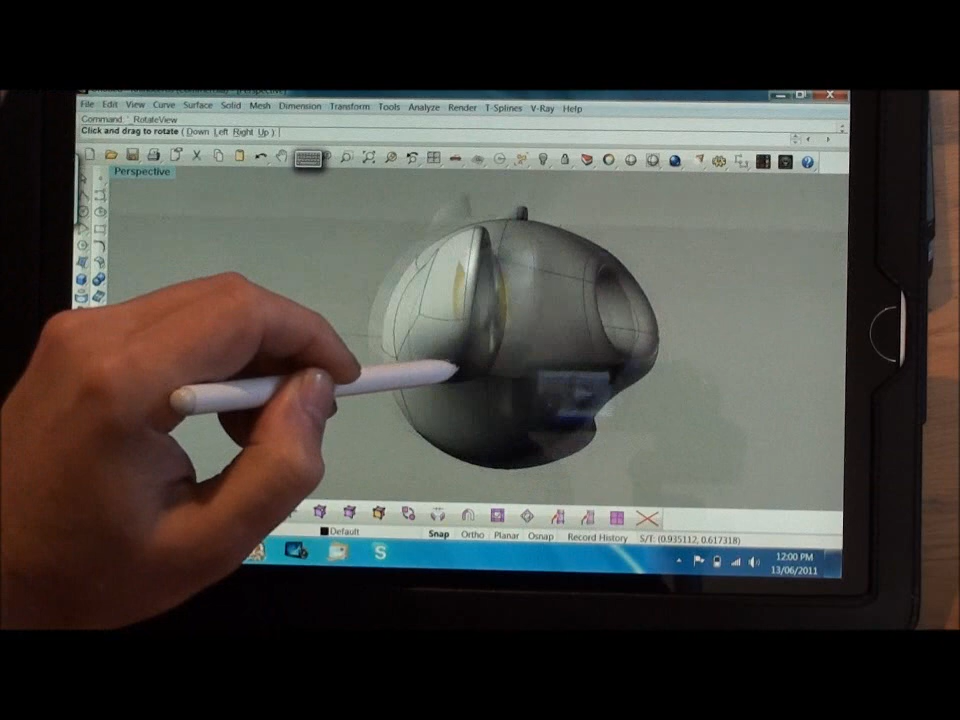 File Edit View Curve Surface Solid Mesh Dimension Transform Tools Analyze Render T-Splines V-Ray Help
Command: '_RotateView
Click and drag to rotate ( Down Left Right Up ):
Perspective
Default Snap Ortho Planar Osnap Record History S/T: (0.935112, 0.617318)
S
12:00 PM
13/06/2011